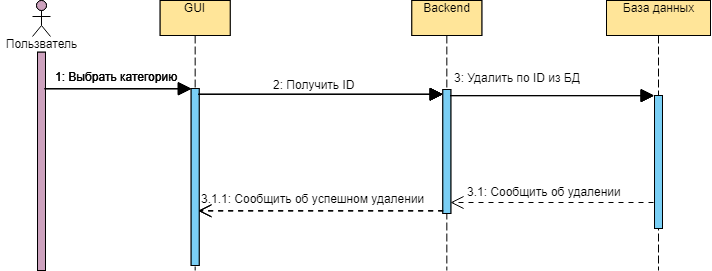 GUI
Backend
База данных
Пользватель
1: Выбрать категорию
2: Получить ID
3: Удалить по ID из БД
3.1: Сообщить об удалении
3.1.1: Сообщить об успешном удалении